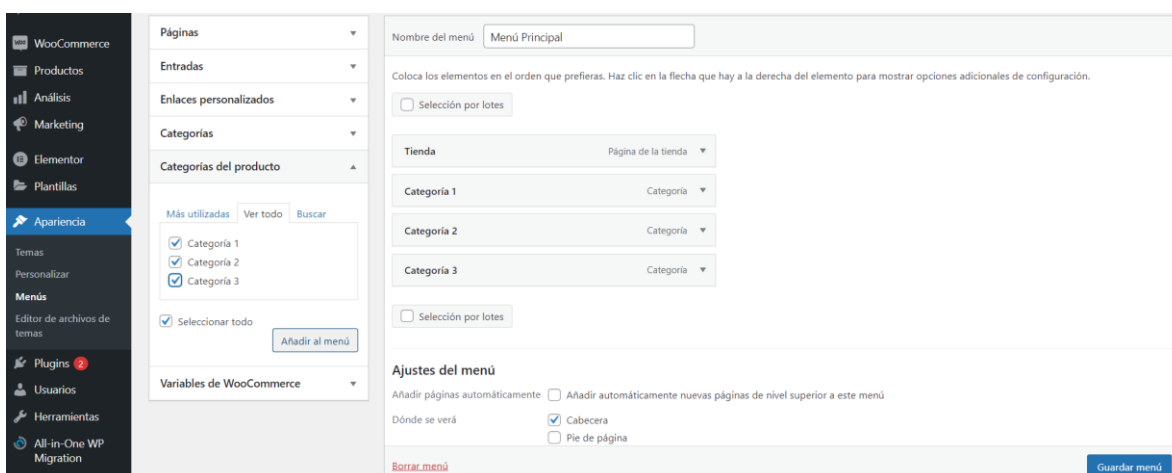 WooCommerce
Productos
Análisis
Marketing
Elementor
Plantillas
Apariencia
Temas
Personalizar
Menús
Editor de archivos de
temas
Plugins 2
Usuarios
Herramientas
All-in-One WP
Migration
Páginas
Entradas
Enlaces personalizados
Categorías
Categorías del producto
Más utilizadas Ver todo Buscar
Categoría 1
Categoría 2
Categoría 3
Seleccionar todo
Añadir al menú
Variables de WooCommerce
Nombre del menú Menú Principal
Coloca los elementos en el orden que prefieras. Haz clic en la flecha que hay a la derecha del elemento para mostrar opciones adicionales de configuración.
Selección por lotes
Tienda Página de la tienda
Categoría 1 Categoría
Categoría 2 Categoría
Categoría 3 Categoría
Selección por lotes
Ajustes del menú
Añadir páginas automáticamente Añadir automáticamente nuevas páginas de nivel superior a este menú
Dónde se verá Cabecera
Pie de página
Borrar menú Guardar menú